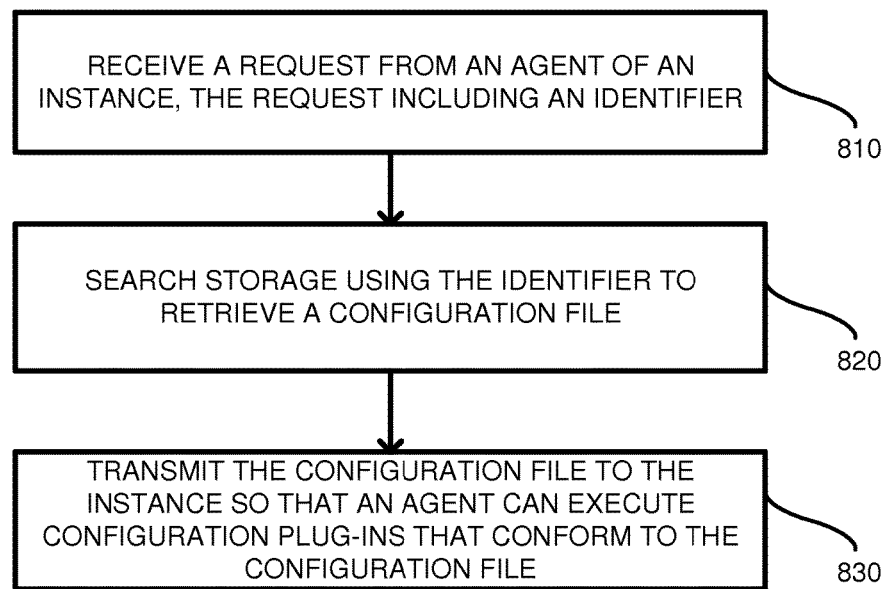 RECEIVE A REQUEST FROM AN AGENT OF AN
INSTANCE, THE REQUEST INCLUDING AN IDENTIFIER
810
SEARCH STORAGE USING THE IDENTIFIER TO
RETRIEVE A CONFIGURATION FILE
820
TRANSMIT THE CONFIGURATION FILE TO THE
INSTANCE SO THAT AN AGENT CAN EXECUTE
CONFIGURATION PLUG-INS THAT CONFORM TO THE
CONFIGURATION FILE
830